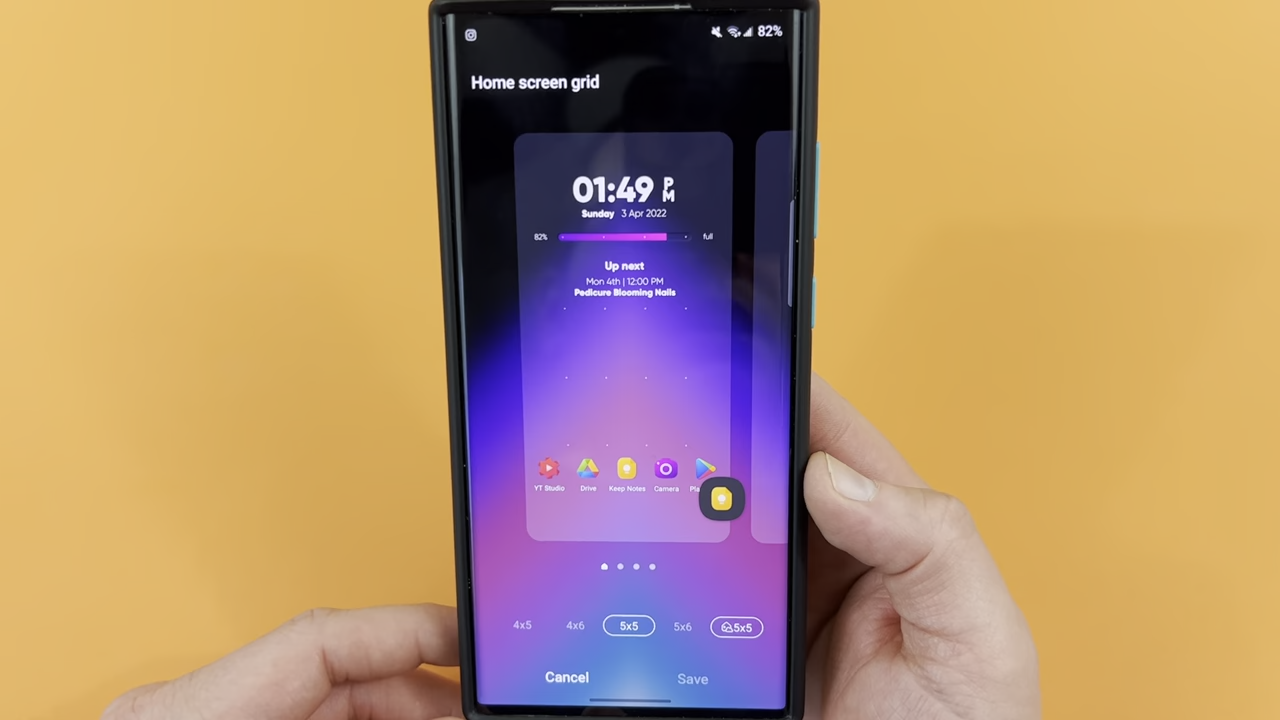 82%
Home screen grid
01:49 PM
Sunday 3 Apr 2022
82% full
Up next
Mon 4th | 12:00 PM
Pedicure Blooming Nails
YT Studio Drive Keep Notes Camera
4x5 4x6 5x5 5x6 5x5
Cancel Save